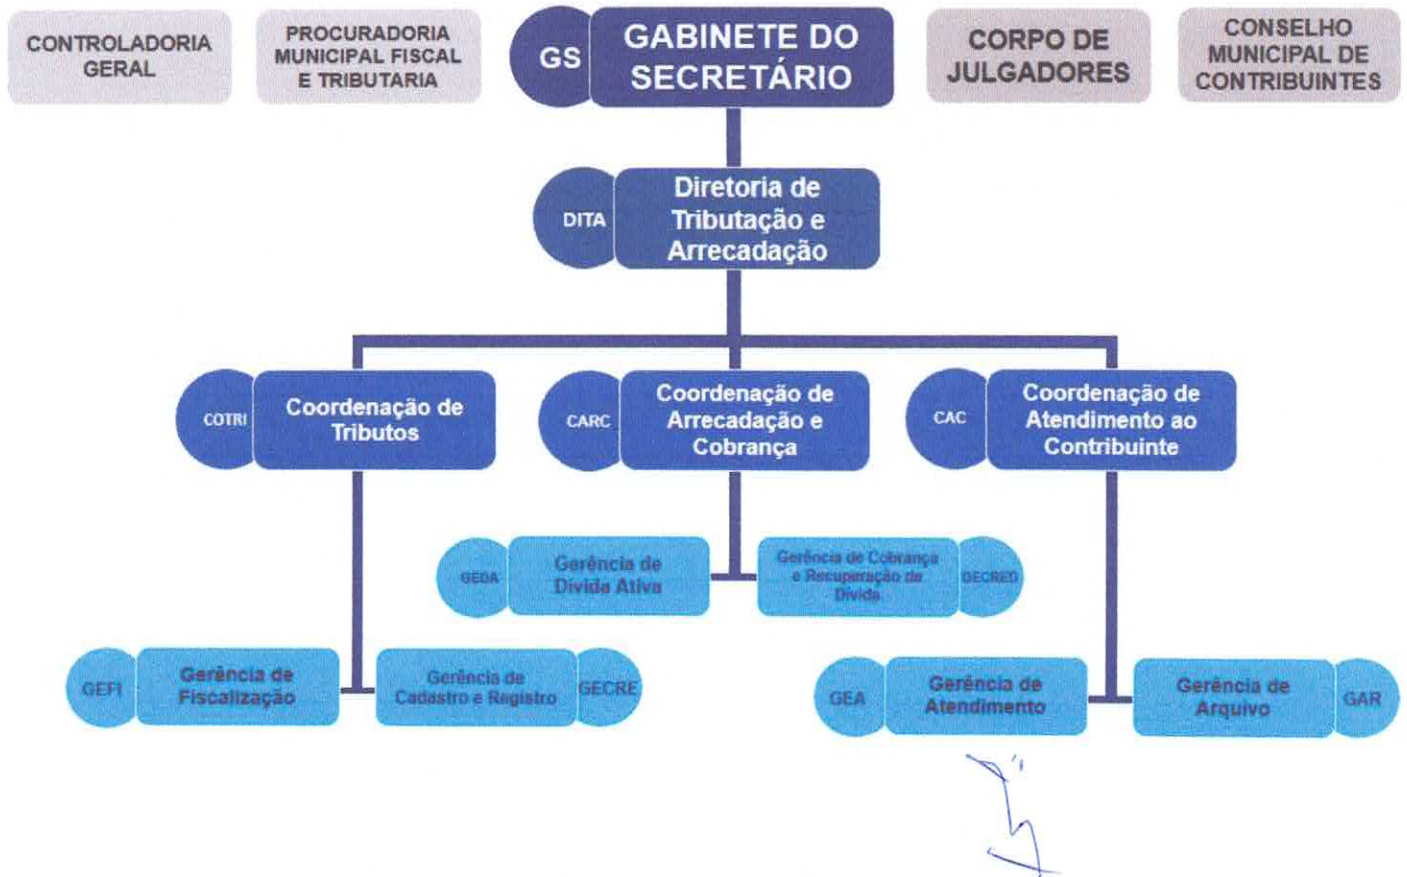 CONTROLADORIA
GERAL
PROCURADORIA
MUNICIPAL FISCAL
E TRIBUTARIA
GS
GABINETE DO
SECRETÁRIO
CORPO DE
JULGADORES
CONSELHO
MUNICIPAL DE
CONTRIBUINTES
DITA
Diretoria de
Tributação e
Arrecadação
COTRI
Coordenação de
Tributos
CARC
Coordenação de
Arrecadação e
Cobrança
CAC
Coordenação de
Atendimento ao
Contribuinte
GEDA
Gerência de
Divida Ativa
Gerência de Cobrança
e Recuperação da
Divida
GECRED
GEFI
Gerência de
Fiscalização
Gerência de
Cadastro e Registro
GECRE
GEA
Gerência de
Atendimento
Gerência de
Arquivo
GAR